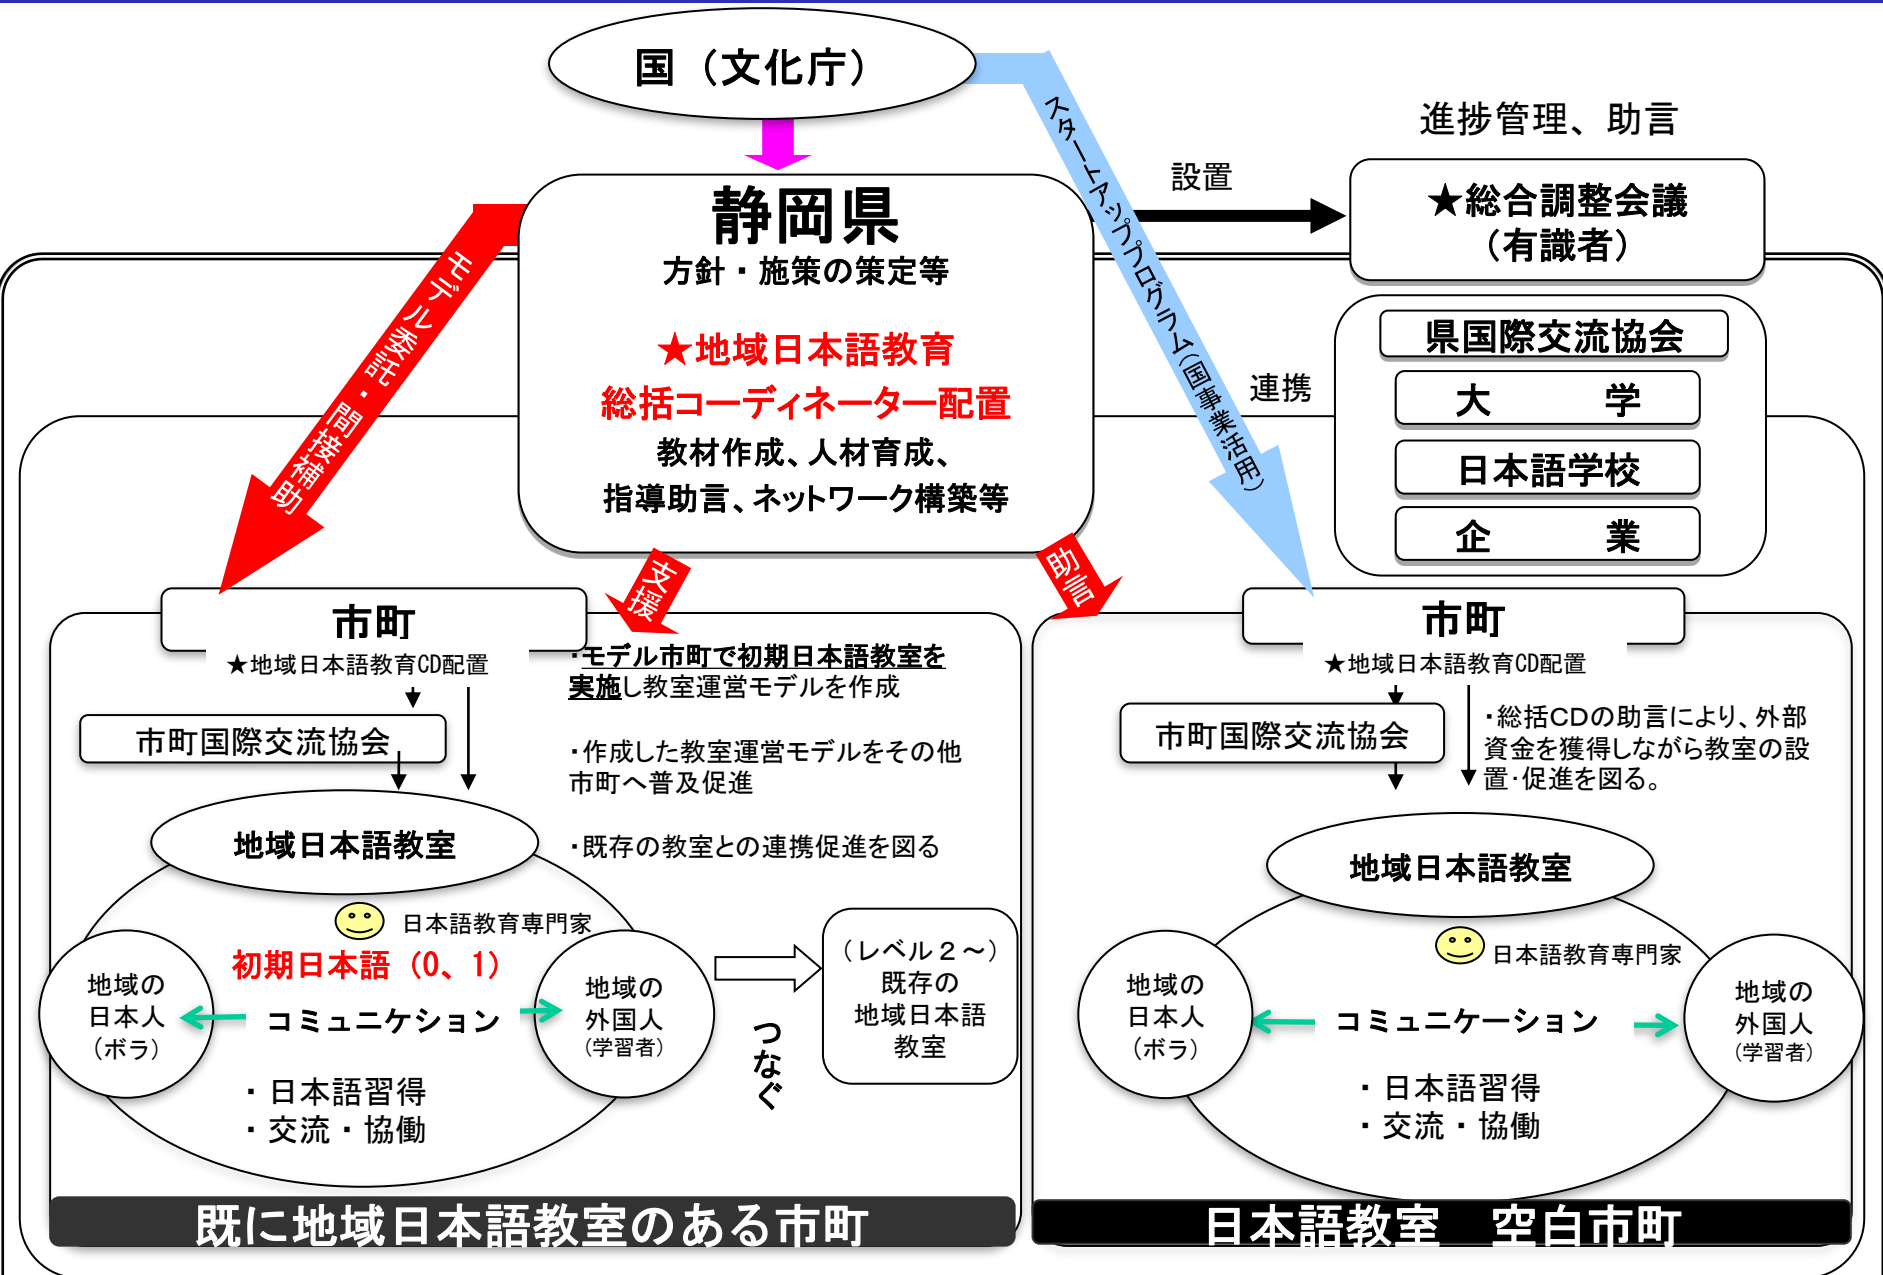 国（文化庁）
スタートアッププログラム（国事業活用）
進捗管理、助言
設置
★総合調整会議
（有識者）
静岡県
方針・施策の策定等
★地域日本語教育
総括コーディネーター配置
教材作成、人材育成、
指導助言、ネットワーク構築等
モデル委託・間接補助
連携
県国際交流協会
大　学
日本語学校
企　業
支援
助言
市町
★地域日本語教育CD配置
市町国際交流協会
・モデル市町で初期日本語教室を
実施し教室運営モデルを作成
・作成した教室運営モデルをその他
市町へ普及促進
・既存の教室との連携促進を図る
地域日本語教室
日本語教育専門家
初期日本語（0、1）
地域の
日本人
（ボラ）
コミュニケション
地域の
外国人
（学習者）
・日本語習得
・交流・協働
つなぐ
（レベル２～）
既存の
地域日本語
教室
既に地域日本語教室のある市町
市町
★地域日本語教育CD配置
市町国際交流協会
・総括CDの助言により、外部
資金を獲得しながら教室の設
置・促進を図る。
地域日本語教室
日本語教育専門家
地域の
日本人
（ボラ）
コミュニケーション
地域の
外国人
（学習者）
・日本語習得
・交流・協働
日本語教室　空白市町